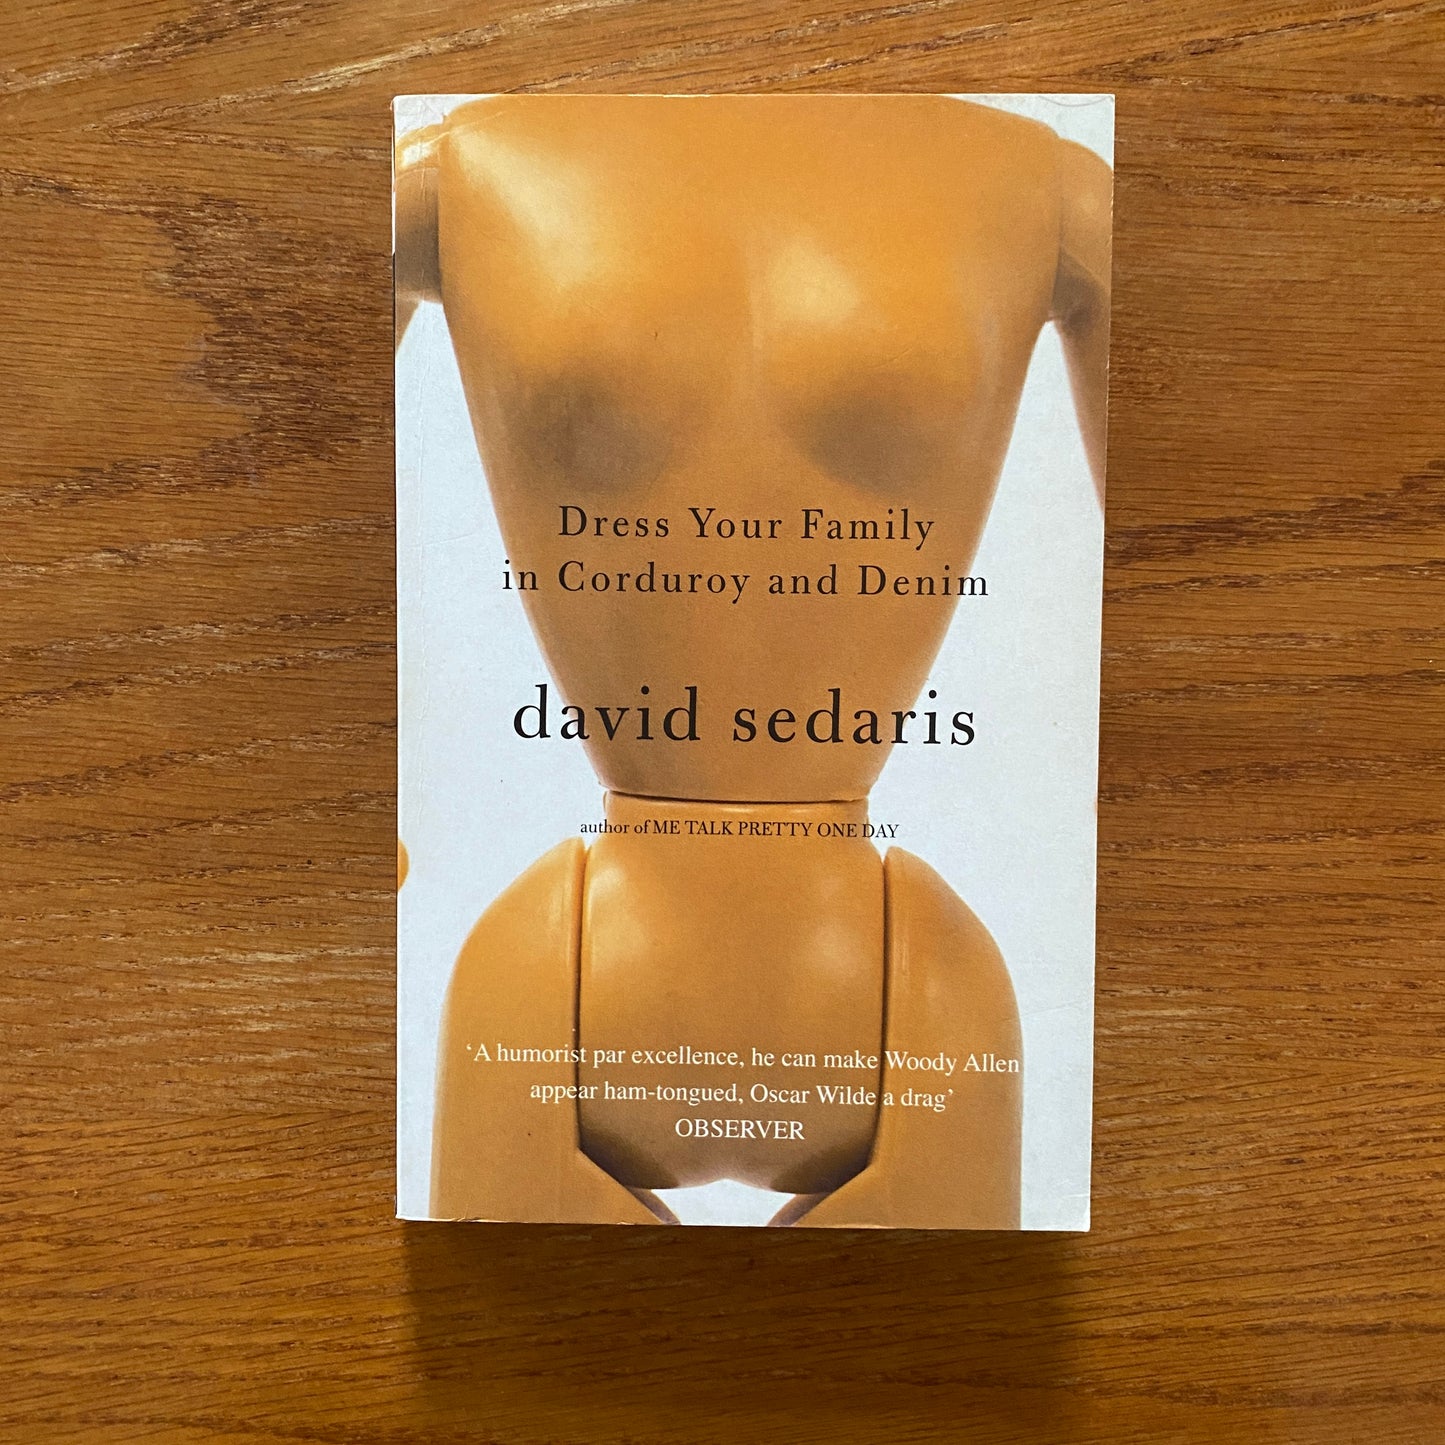 Dress Your Family
in Corduroy and Denim
david sedaris
author of ME TALK PRETTY ONE DAY
‘A humorist par excellence, he can make Woody Allen
appear ham-tongued, Oscar Wilde a drag’
OBSERVER